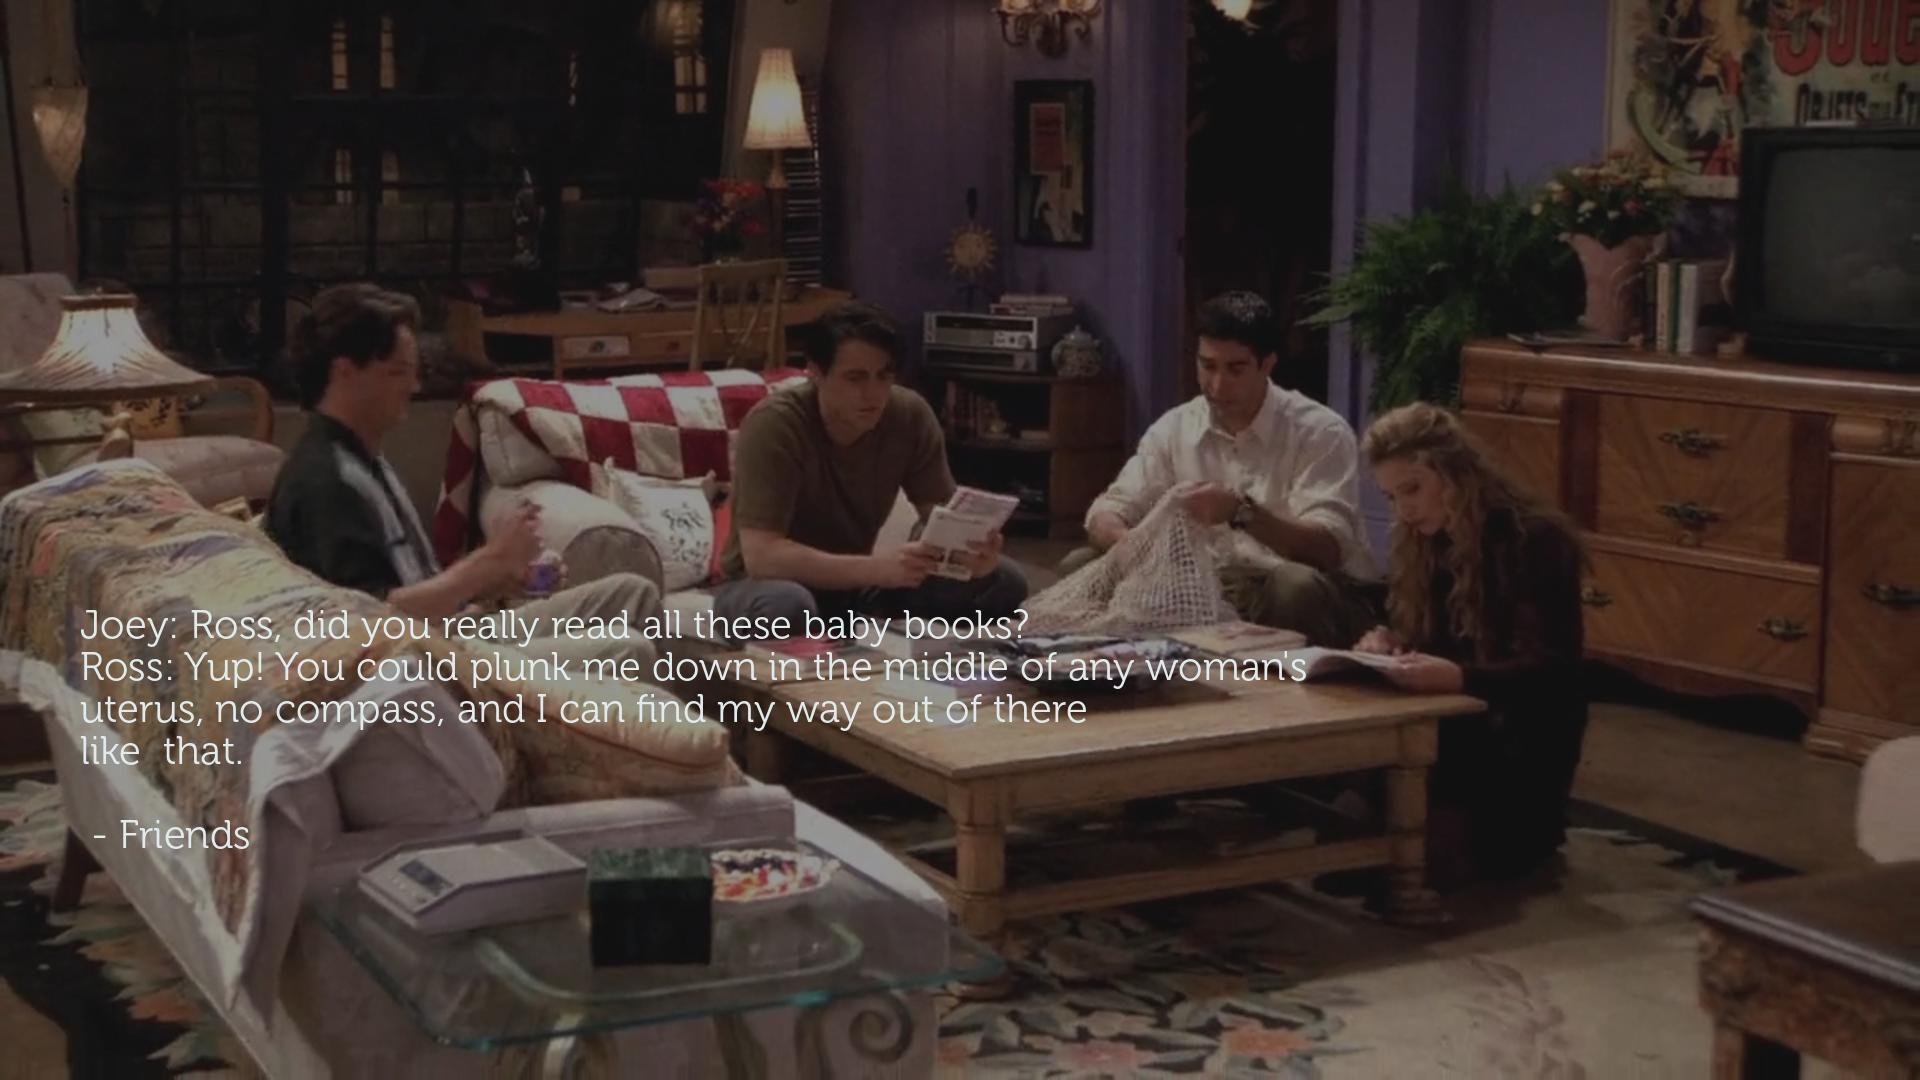 Joey: Ross, did you really read all these baby books?
Ross: Yup! You could plunk me down in the middle of any woman's
uterus, no compass, and I can find my way out of there
like  that.
- Friends